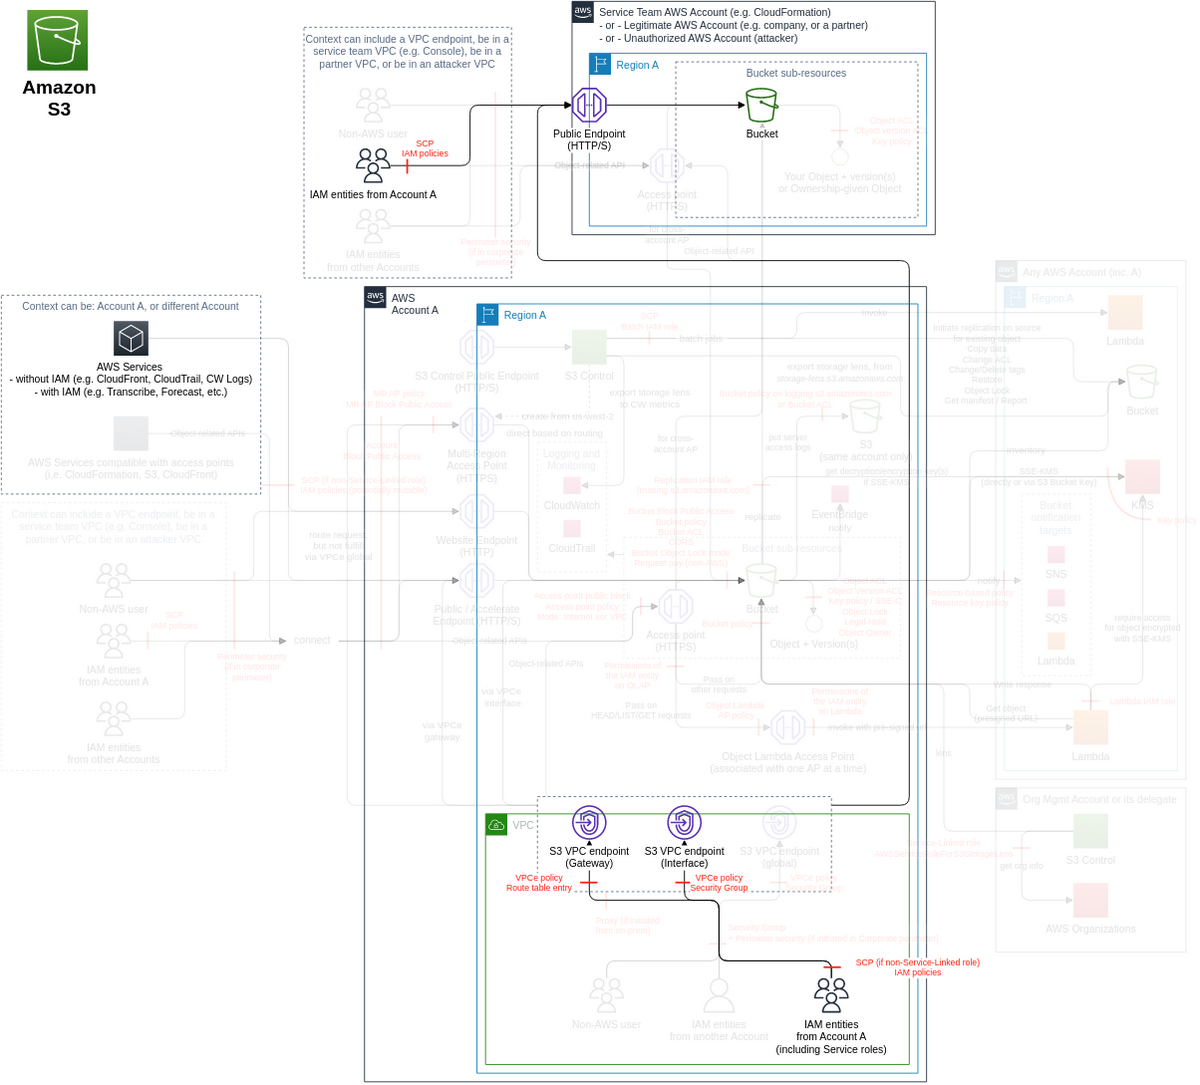 Amazon
S3
Context can include a VPC endpoint, be in a
service team VPC (e.g. Console), be in a
partner VPC, or be in an attacker VPC
Non-AWS user
SCP
IAM policies
IAM entities from Account A
IAM entities
from other Accounts
Perimeter security
(if in corporate
perimeter)
aws
Service Team AWS Account (e.g. CloudFormation)
- or - Legitimate AWS Account (e.g. company, or a partner)
- or - Unauthorized AWS Account (attacker)
Region A
Bucket sub-resources
Public Endpoint
(HTTP/S)
Bucket
Object ACL
Key policy
Object-related API
Access point
(HTTPS)
Your Object + version(s)
or Ownership-given Object
for cross-
account AP
Object-related API
Context can be: Account A, or different Account
AWS Services
- without IAM (e.g. CloudFront, CloudTrail, CW Logs)
- with IAM (e.g. Transcribe, Forecast, etc.)
Object-related APIs
AWS Services compatible with access points
(i.e. CloudFormation, S3, CloudFront)
SCP (if non-Service-Linked role)
IAM policies (potentially mutable)
Context can include a VPC endpoint, be in a
service team VPC (e.g. Console), be in a
partner VPC, or be in an attacker VPC
Non-AWS user
SCP
IAM policies
IAM entities
from Account A
Perimeter security
(if in corporate
perimeter)
IAM entities
from other Accounts
connect
route request
but not fulfill
via VPCe global
aws
AWS
Account A
Region A
S3 Control Public Endpoint
(HTTP/S)
S3 Control
SCP
Batch IAM role
batch jobs
invoke
export storage lens
to CW metrics
export storage lens, from
storage-lens.s3.amazonaws.com
MR AP policy
MR AP Block Public Access
Account
Block Public Access
Multi-Region
Access Point
(HTTPS)
create from us-west-2
direct based on routing
Logging and
Monitoring
CloudWatch
CloudTrail
Bucket policy on logging.s3.amazonaws.com
or bucket ACL
for cross-
account AP
put server
access logs
S3
(same account only)
get decryption/encryption key(s)
if SSE-KMS
Website Endpoint
(HTTP)
Public / Accelerate
Endpoint (HTTP/S)
Replication IAM role
Bucket Block Public Access
Bucket policy
Bucket ACL
CORS
Bucket Object Lock mode
Request pay (non-AWS)
replicate
EventBridge
notify
Bucket sub-resources
Bucket
Object ACL
Object Version ACL
Key policy / SSE-C
Object Lock
Legal Hold
Object Owner
Object + Version(s)
Access point public block
Access point policy
Mode: Internet or VPC
Bucket policy
Access point
(HTTPS)
Object-related APIs
Object-related APIs
Permissions of
the IAM entity
on OLAP
Pass on
other requests
Pass on
HEAD/LIST/GET requests
Object Lambda
AP policy
Permissions of
the IAM entity
on Lambda
invoke with pre-signed url
Object Lambda Access Point
(associated with one AP at a time)
via VPCe
interface
via VPCe
gateway
aws
Any AWS Account (inc. A)
Region A
Lambda
Initiate replication on source
for existing object
Copy data
Change ACL
Change/Delete tags
Restore
Object Lock
Get manifest / Report
Bucket
inventory
SSE-KMS
(directly or via S3 Bucket Key)
KMS
Key policy
Bucket
notification
targets
SNS
SQS
Lambda
notify
Resource-based policy
Resource key policy
require access
for object encrypted
with SSE-KMS
Write response
Get object
(presigned URL)
Lambda IAM role
Lambda
lens
aws
Org Mgmt Account or its delegate
S3 Control
Service-Linked role
get org info
AWS Organizations
VPC
S3 VPC endpoint
(Gateway)
S3 VPC endpoint
(Interface)
S3 VPC endpoint
(global)
VPCe policy
Route table entry
VPCe policy
Security Group
Proxy (if initiated
from on-prem)
Security Group
+ Perimeter security (if initiated in Corporate perimeter)
SCP (if non-Service-Linked role)
IAM policies
Non-AWS user
IAM entities
from another Account
IAM entities
from Account A
(including Service roles)